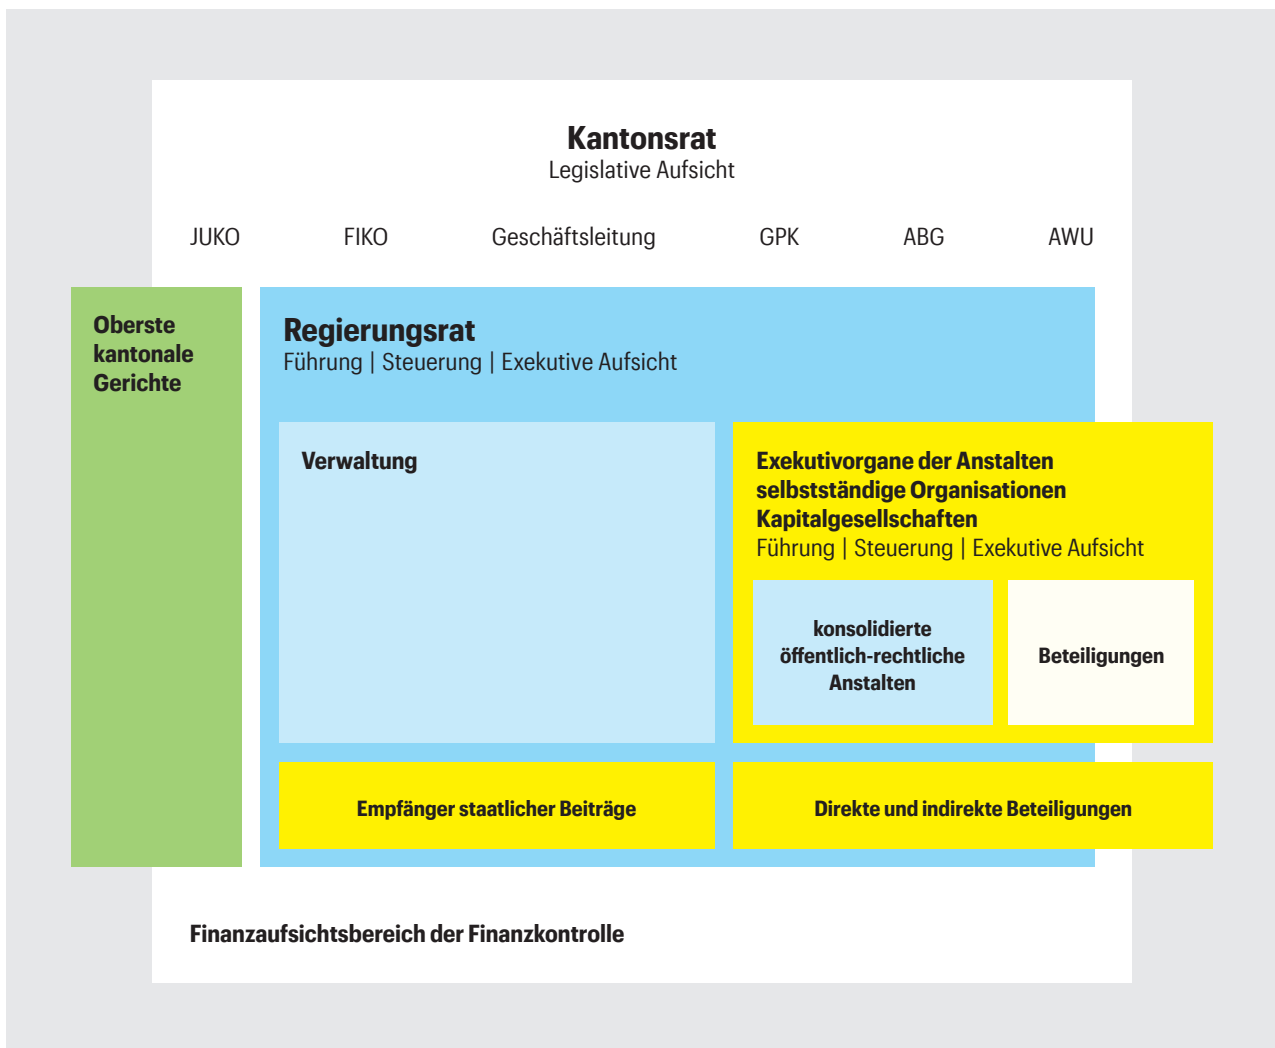 Kantonsrat
Legislative Aufsicht
JUKO FIKO Geschäftsleitung GPK ABG AWU
Oberste
kantonale
Gerichte
Regierungsrat
Führung | Steuerung | Exekutive Aufsicht
Verwaltung
Exekutivorgane der Anstalten
selbstständige Organisationen
Kapitalgesellschaften
Führung | Steuerung | Exekutive Aufsicht
konsolidierte
öffentlich-rechtliche
Anstalten
Beteiligungen
Empfänger staatlicher Beiträge
Direkte und indirekte Beteiligungen
Finanzaufsichtsbereich der Finanzkontrolle